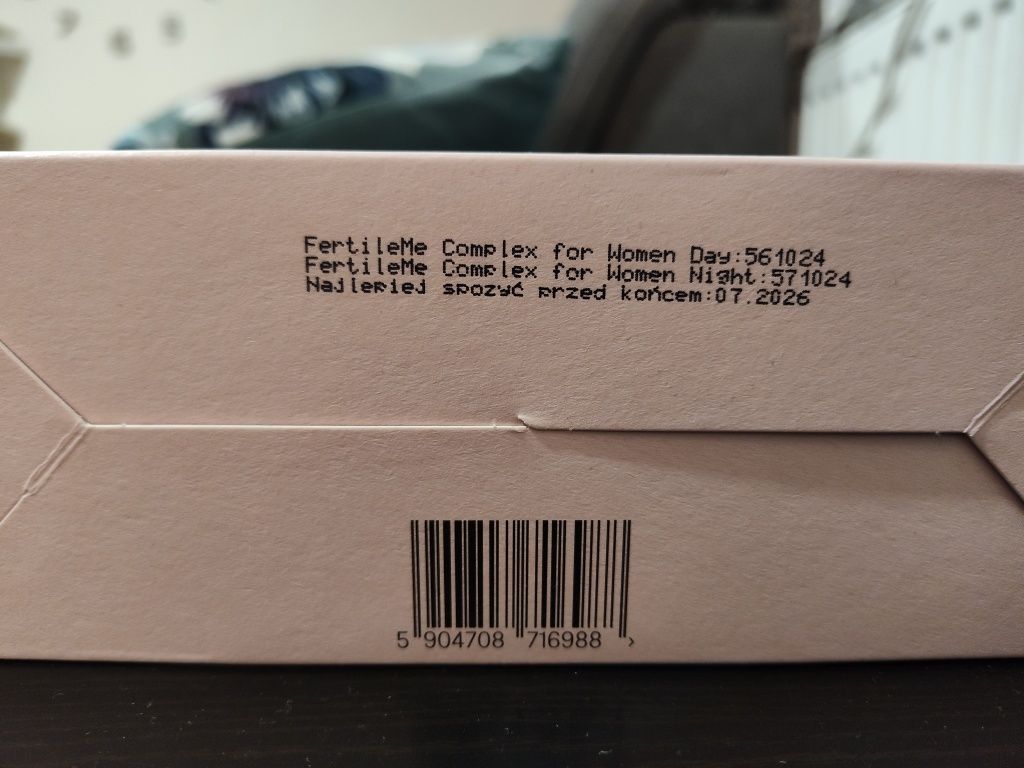 FertileMe Complex for Women Day:561024
FertileMe Complex for Women Night:571024
Najlepiej spożyć przed końcem:07.2026
5 904708 716988 >